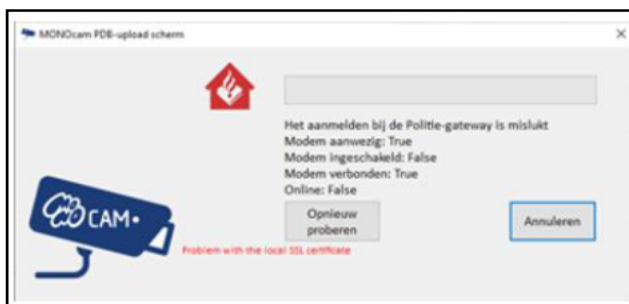 MONOcam PDB-upload scherm
Het aanmelden bij de Politie-gateway is mislukt
Modem aanwezig: True
Modem ingeschakeld: False
Modem verbonden: True
Online: False
Opnieuw
proberen
Annuleren
CAM
Problem with the local SSL certificate